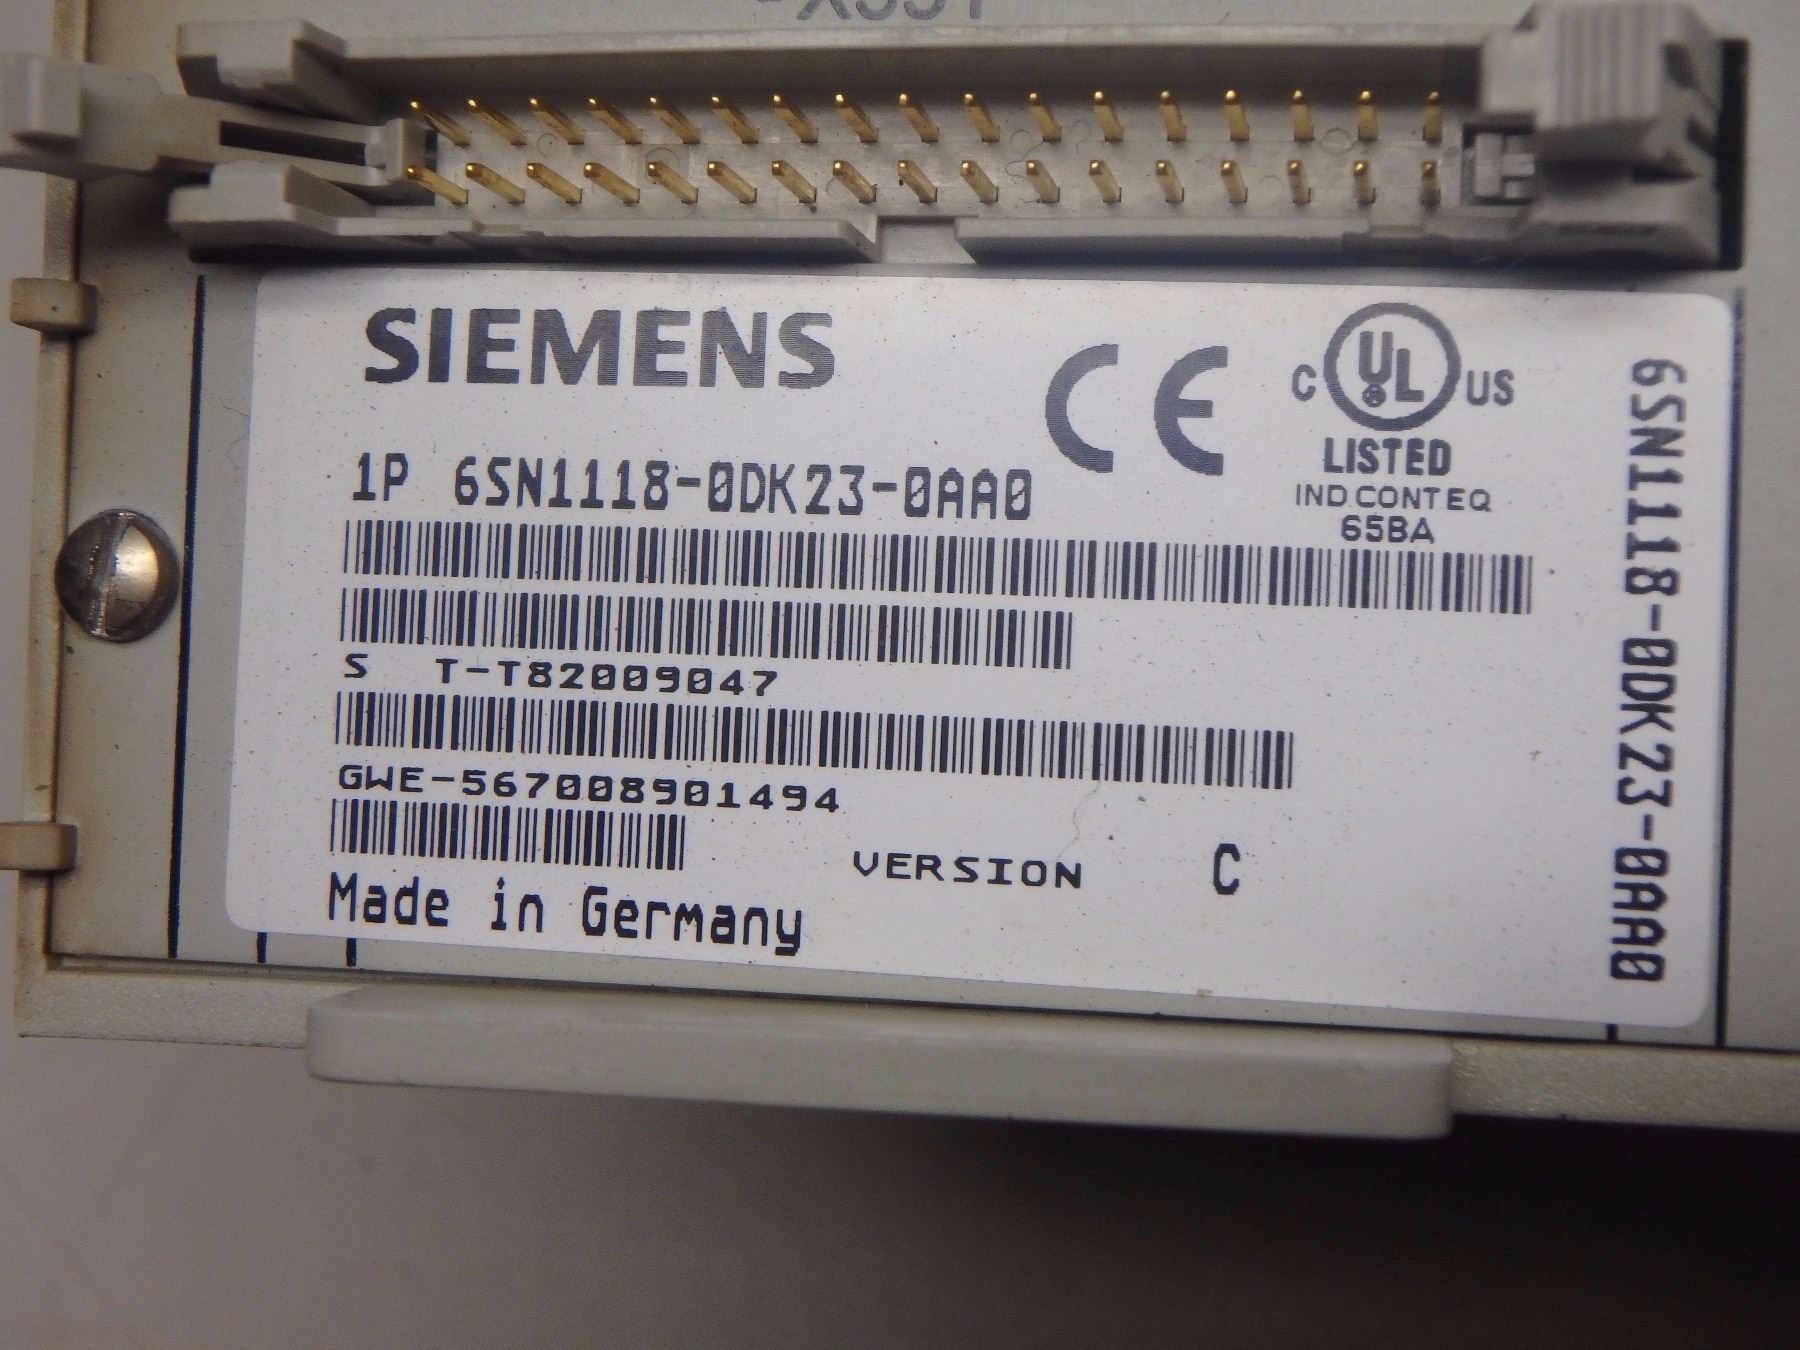 SIEMENS
CE
C UL US
LISTED
IND CONT EQ
65BA
1P 6SN1118-0DK23-0AA0
S T-T82009047
GWE-567008901494
VERSION C
Made in Germany
6SN1118-0DK23-0AA0